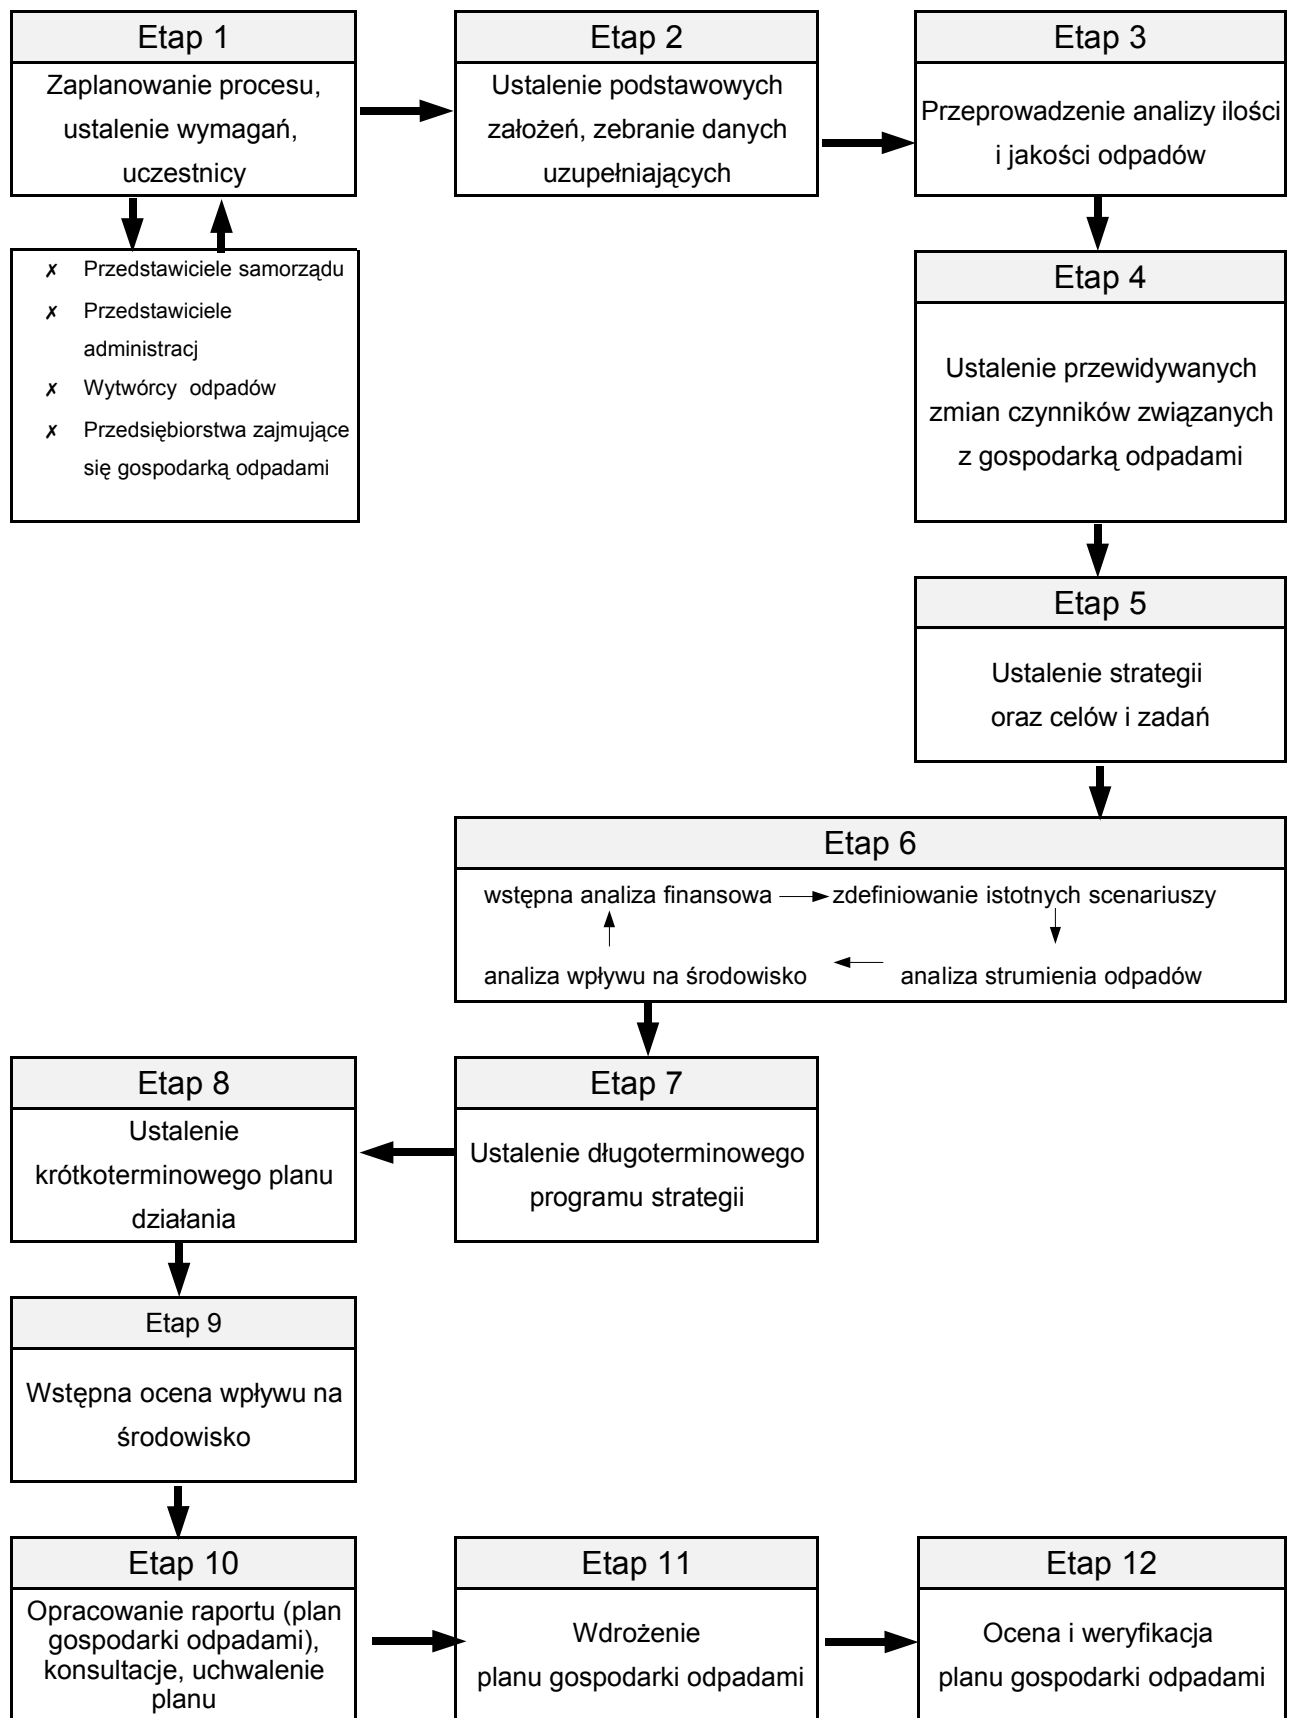 Etap 1
Zaplanowanie procesu,
ustalenie wymagań,
uczestnicy
Etap 2
Ustalenie podstawowych
założeń, zebranie danych
uzupełniających
Etap 3
Przeprowadzenie analizy ilości
i jakości odpadów
✗ Przedstawiciele samorządu
✗ Przedstawiciele
administracj
✗ Wytwórcy odpadów
✗ Przedsiębiorstwa zajmujące
się gospodarką odpadami
Etap 4
Ustalenie przewidywanych
zmian czynników związanych
z gospodarką odpadami
Etap 5
Ustalenie strategii
oraz celów i zadań
Etap 6
wstępna analiza finansowa zdefiniowanie istotnych scenariuszy
analiza wpływu na środowisko analiza strumienia odpadów
Etap 7
Ustalenie długoterminowego
programu strategii
Etap 8
Ustalenie
krótkoterminowego planu
działania
Etap 9
Wstępna ocena wpływu na
środowisko
Etap 10
Opracowanie raportu (plan
gospodarki odpadami),
konsultacje, uchwalenie
planu
Etap 11
Wdrożenie
planu gospodarki odpadami
Etap 12
Ocena i weryfikacja
planu gospodarki odpadami